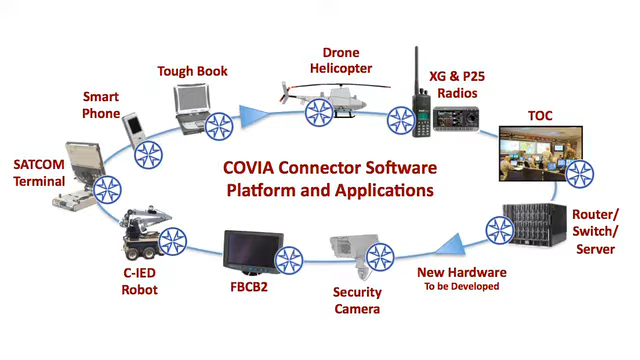 Drone
Helicopter
Tough Book
XG & P25
Radios
Smart
Phone
TOC
SATCOM
Terminal
COVIA Connector Software
Platform and Applications
Router/
Switch/
Server
C-IED
Robot
FBCB2
Security
Camera
New Hardware
To be Developed